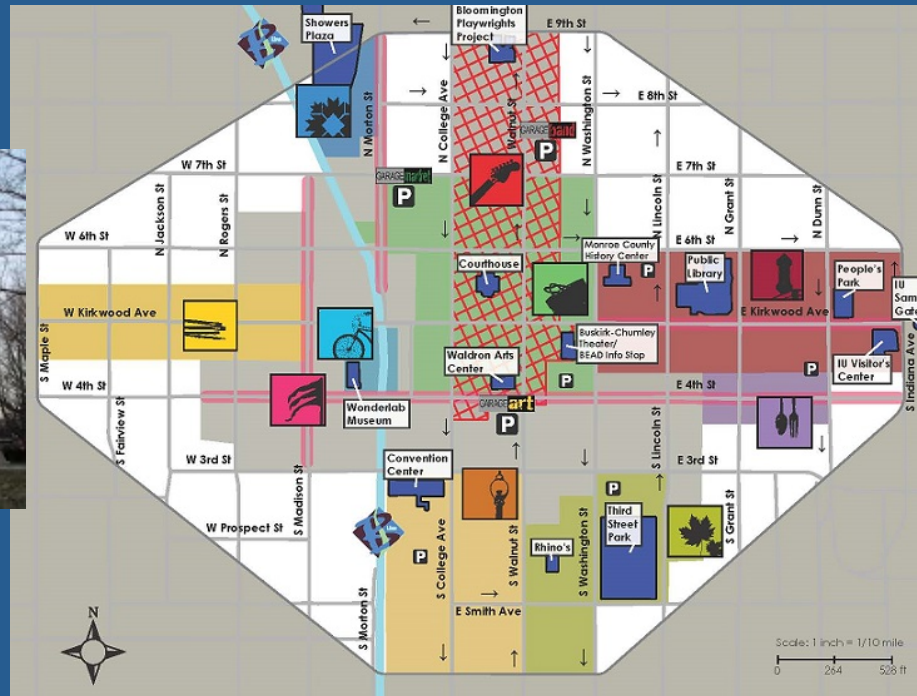 Showers
Plaza
Bloomington
Playwrights
Project
E 9th St
N Morton St
N College Ave
Walnut St
N Washington St
E 8th St
GARAGE band
P
W 7th St
E 7th St
GARAGE market
P
N Jackson St
N Rogers St
N Lincoln St
N Grant St
N Dunn St
W 6th St
E 6th St
Monroe County
History Center
P
Courthouse
Public
Library
People's
Park
IU
Sam
Gate
W Kirkwood Ave
E Kirkwood Ave
S Maple St
Buskirk-Chumley
Theater/
BEAD Info Stop
Waldron Arts
Center
P
IU Visitor's
Center
P
S Indiana Ave
W 4th St
E 4th St
Wonderlab
Museum
GARAGE art
P
S Fairview St
S Lincoln St
W 3rd St
Convention
Center
E 3rd St
S Madison St
W Prospect St
P
Third
Street
Park
S Grant St
Rhino's
P
S College Ave
S Walnut St
S Washington St
S Morton St
E Smith Ave
N
Scale: 1 inch = 1/10 mile
0 264 528 ft